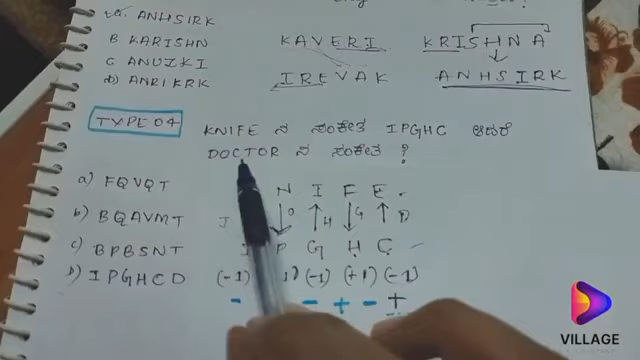 a) ANHSIRK
B KARISHN
C ANUIKI
d) ANRIKRK
KAVERI
IREVAK
KRISHNA
ANHSIRK
TYPE 04
KNIFE ನ ಸಂಕೇತ IPGHC ಆದರೆ
DOCTOR ನ ಸಂಕೇತ ?
a) FQVQT
b) BQAVMT
c) BPBSNT
D) IPGHCD
N I F E
J O H G D
P G H C
(-1) (-1) (+1) (-1)
- - + - +
VILLAGE